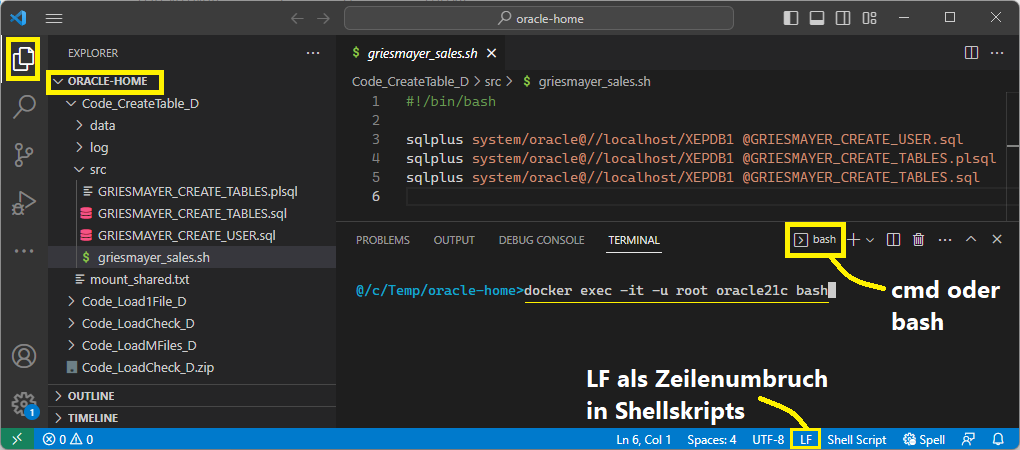 oracle-home
EXPLORER
ORACLE-HOME
Code_CreateTable_D
data
log
src
GRIESMAYER_CREATE_TABLES.plsql
GRIESMAYER_CREATE_TABLES.sql
GRIESMAYER_CREATE_USER.sql
$ griesmayer_sales.sh
mount_shared.txt
Code_Load1File_D
Code_LoadCheck_D
Code_LoadMFiles_D
Code_LoadCheck_D.zip
OUTLINE
TIMELINE
1
$ griesmayer_sales.sh
Code_CreateTable_D > src > $ griesmayer_sales.sh
1 #!/bin/bash
2
3 sqlplus system/oracle@//localhost/XEPDB1 @GRIESMAYER_CREATE_USER.sql
4 sqlplus system/oracle@//localhost/XEPDB1 @GRIESMAYER_CREATE_TABLES.plsql
5 sqlplus system/oracle@//localhost/XEPDB1 @GRIESMAYER_CREATE_TABLES.sql
6
PROBLEMS OUTPUT DEBUG CONSOLE TERMINAL bash
@/c/Temp/oracle-home>docker exec -it -u root oracle21c bash
cmd oder
bash
LF als Zeilenumbruch
in Shellskripts
0 0 Ln 6, Col 1 Spaces: 4 UTF-8 LF Shell Script Spell